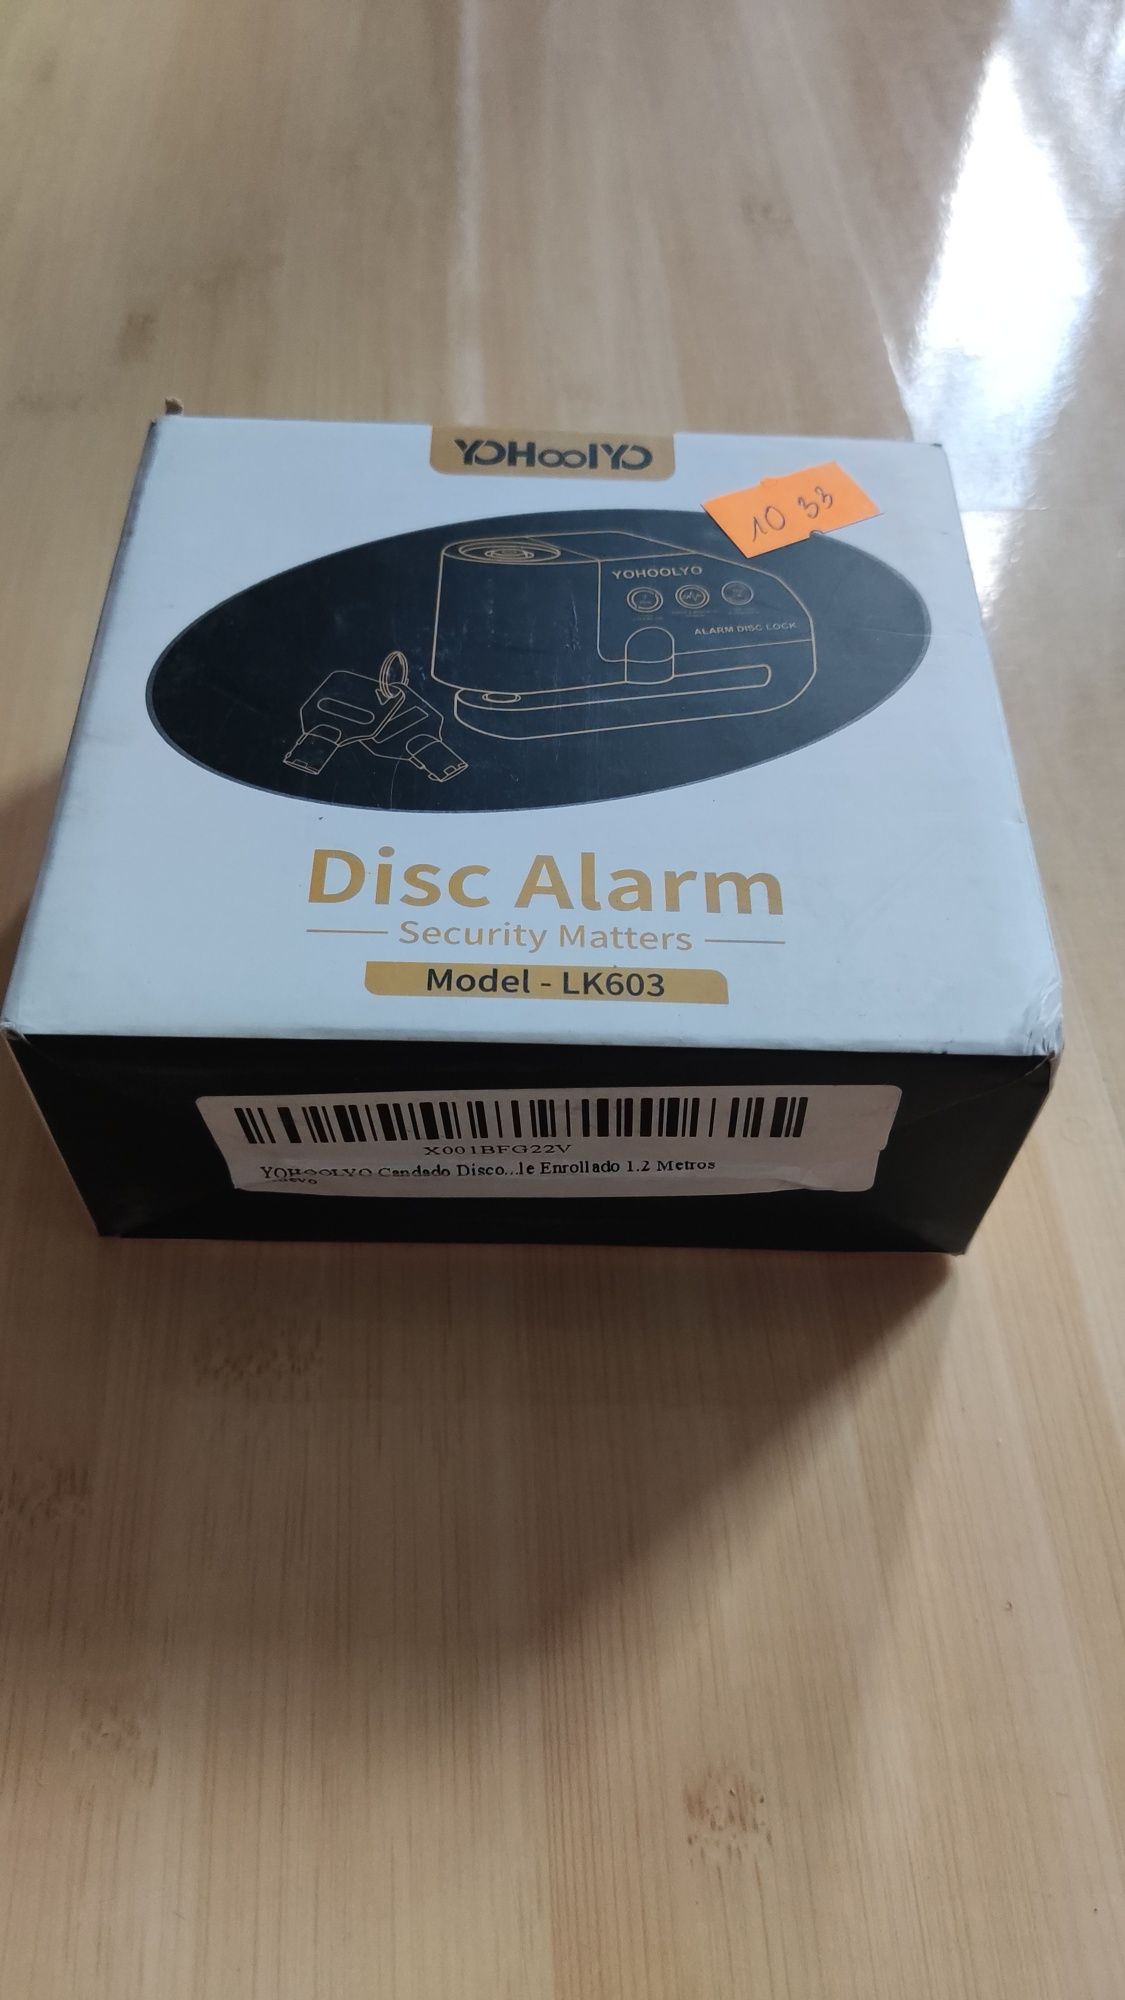 YOHoolYO
10 33
YOHOOLYO
ALARM DISC LOCK
Disc Alarm
Security Matters
Model - LK603
X001BFG22V
YOHOOLYO Candado Disco...le Enrollado 1.2 Metros